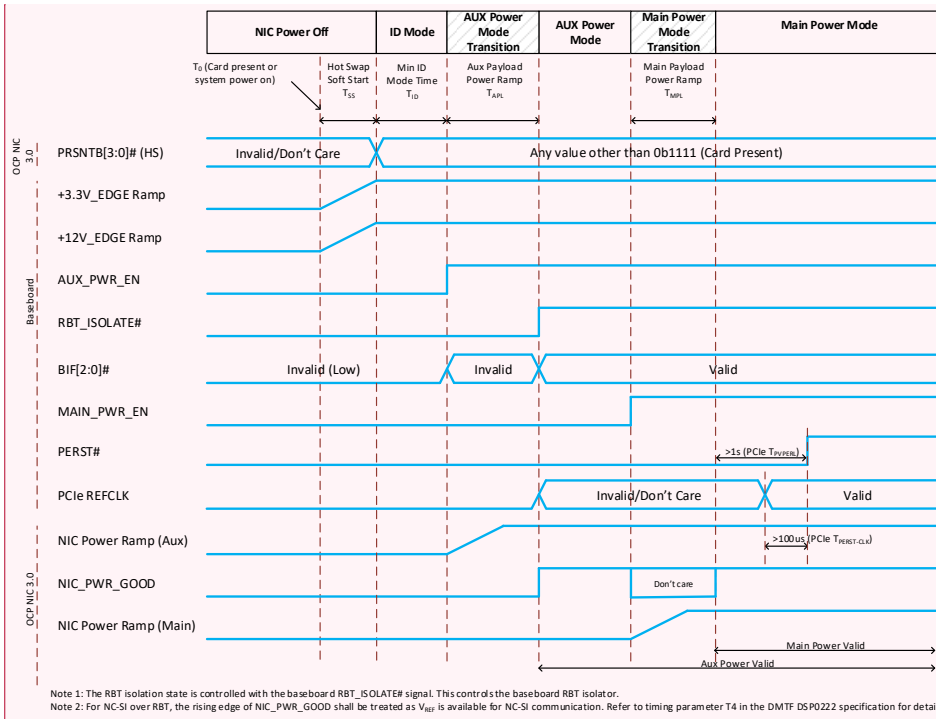 NIC Power Off
ID Mode
AUX Power
Mode
Transition
AUX Power
Mode
Main Power
Mode
Transition
Main Power Mode
T0 (Card present or
system power on)
Hot Swap
Soft Start
TSS
Min ID
Mode Time
TID
Aux Payload
Power Ramp
TAPL
Main Payload
Power Ramp
TMPL
OCP NIC
3.0
PRSNTB[3:0]# (HS)
Invalid/Don't Care
Any value other than 0b1111 (Card Present)
Baseboard
+3.3V_EDGE Ramp
+12V_EDGE Ramp
AUX_PWR_EN
RBT_ISOLATE#
BIF[2:0]#
Invalid (Low)
Invalid
Valid
MAIN_PWR_EN
PERST#
>1s (PCIe TPVPERL)
PCIe REFCLK
Invalid/Don't Care
Valid
OCP NIC 3.0
NIC Power Ramp (Aux)
>100us (PCIe TPERST-CLK)
NIC_PWR_GOOD
Don't care
NIC Power Ramp (Main)
Main Power Valid
Aux Power Valid
Note 1: The RBT isolation state is controlled with the baseboard RBT_ISOLATE# signal. This controls the baseboard RBT isolator.
Note 2: For NC-SI over RBT, the rising edge of NIC_PWR_GOOD shall be treated as VREF is available for NC-SI communication. Refer to timing parameter T4 in the DMTF DSP0222 specification for detai